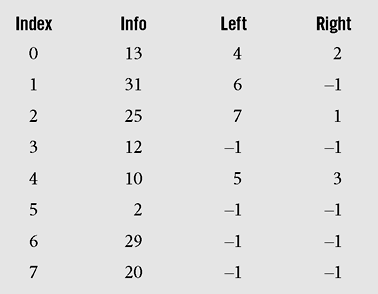 Index Info Left Right
0 13 4 2
1 31 6 –1
2 25 7 1
3 12 –1 –1
4 10 5 3
5 2 –1 –1
6 29 –1 –1
7 20 –1 –1